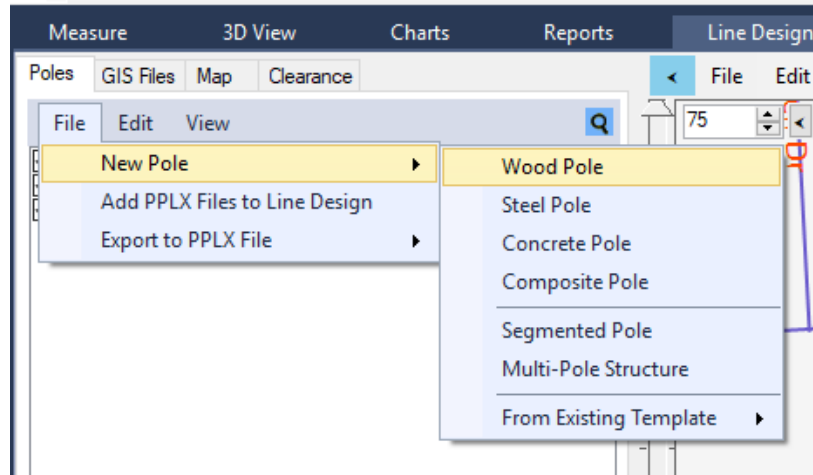 Measure 3D View Charts Reports Line Design
Poles GIS Files Map Clearance < File Edit
File Edit View 75
New Pole
Add PPLX Files to Line Design
Export to PPLX File
Wood Pole
Steel Pole
Concrete Pole
Composite Pole
Segmented Pole
Multi-Pole Structure
From Existing Template
Dr